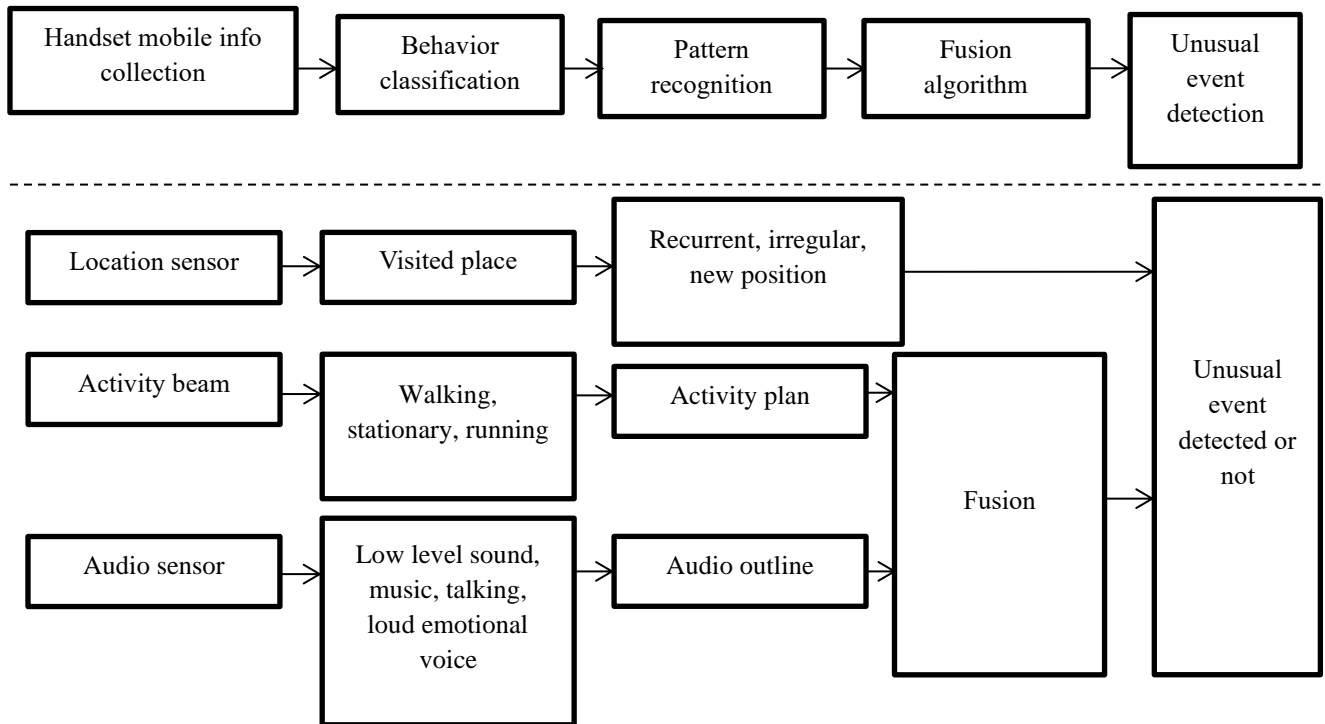 Handset mobile info
collection
Behavior
classification
Pattern
recognition
Fusion
algorithm
Unusual
event
detection
Location sensor
Visited place
Recurrent, irregular,
new position
Activity beam
Walking,
stationary, running
Activity plan
Audio sensor
Low level sound,
music, talking,
loud emotional
voice
Audio outline
Fusion
Unusual
event
detected or
not